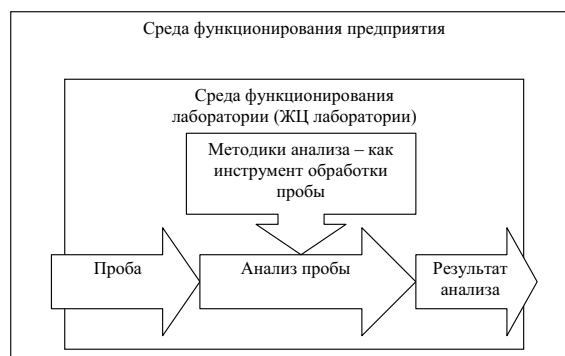 Среда функционирования предприятия
Среда функционирования
лаборатории (ЖЦ лаборатории)
Методики анализа – как
инструмент обработки
пробы
Проба
Анализ пробы
Результат
анализа